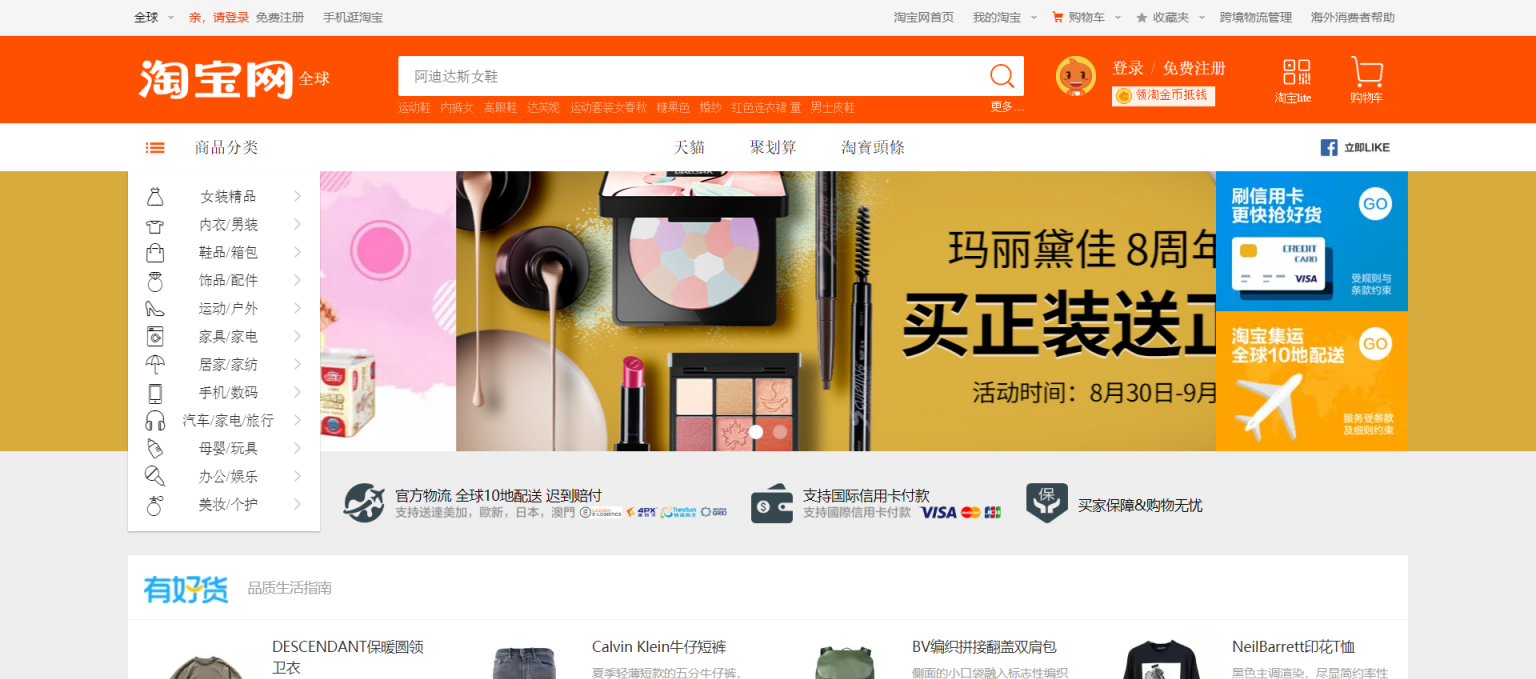 全球 亲，请登录 免费注册 手机逛淘宝 淘宝网首页 我的淘宝 购物车 收藏夹 跨境物流管理 海外消费者帮助
淘宝网 全球 阿迪达斯女鞋 登录 / 免费注册
领淘金币抵钱 淘宝lite 购物车
运动鞋 内裤女 高跟鞋 达芙妮 运动套装女春秋 糖果色 婚纱 红色连衣裙 童 男士皮鞋 更多...
商品分类 天貓 聚划算 淘寶頭條 立即LIKE
女装精品
内衣/男装
鞋品/箱包
饰品/配件
运动/户外
家具/家电
居家/家纺
手机/数码
汽车/家电/旅行
母婴/玩具
办公/娱乐
美妆/个护
玛丽黛佳 8周年
买正装送正
活动时间：8月30日-9月
刷信用卡
更快抢好货
GO
CREDIT
CARD
VISA
受规则与
条款约束
淘宝集运
全球10地配送
GO
服务受条款
及细则约束
官方物流 全球10地配送 迟到赔付
支持送達美加，歐新，日本，澳門
支持国际信用卡付款
支持國際信用卡付款 VISA
保
买家保障&购物无忧
有好货 品质生活指南
DESCENDANT保暖圆领
卫衣
Calvin Klein牛仔短裤
夏季轻薄短款的五分牛仔裤，
BV编织拼接翻盖双肩包
侧面的小口袋融入标志性编织
NeilBarrett印花T恤
黑色主调渲染，尽显简约率性